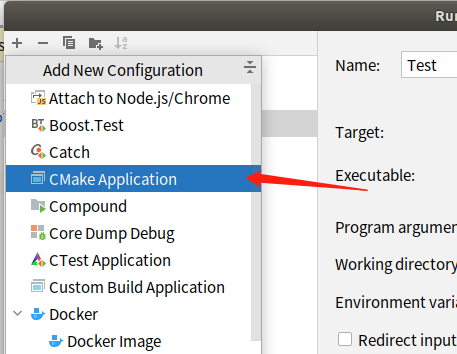 Ru
Add New Configuration
Attach to Node.js/Chrome
Boost.Test
Catch
CMake Application
Compound
Core Dump Debug
CTest Application
Custom Build Application
Docker
Docker Image
Name:
Test
Target:
Executable:
Program argumen
Working directory
Environment varia
Redirect input